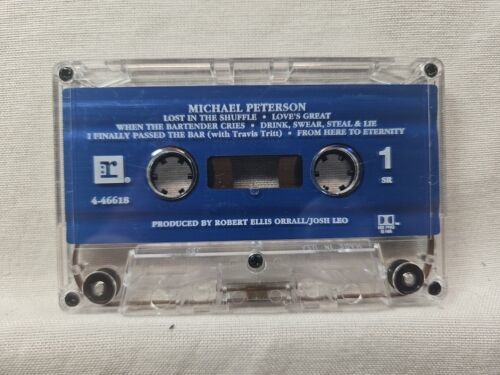 MICHAEL PETERSON
LOST IN THE SHUFFLE • LOVE'S GREAT
WHEN THE BARTENDER CRIES • DRINK, SWEAR, STEAL & LIE
I FINALLY PASSED THE BAR (with Travis Tritt) • FROM HERE TO ETERNITY
r
®
4-46618
1
SR
PRODUCED BY ROBERT ELLIS ORRALL/JOSH LEO